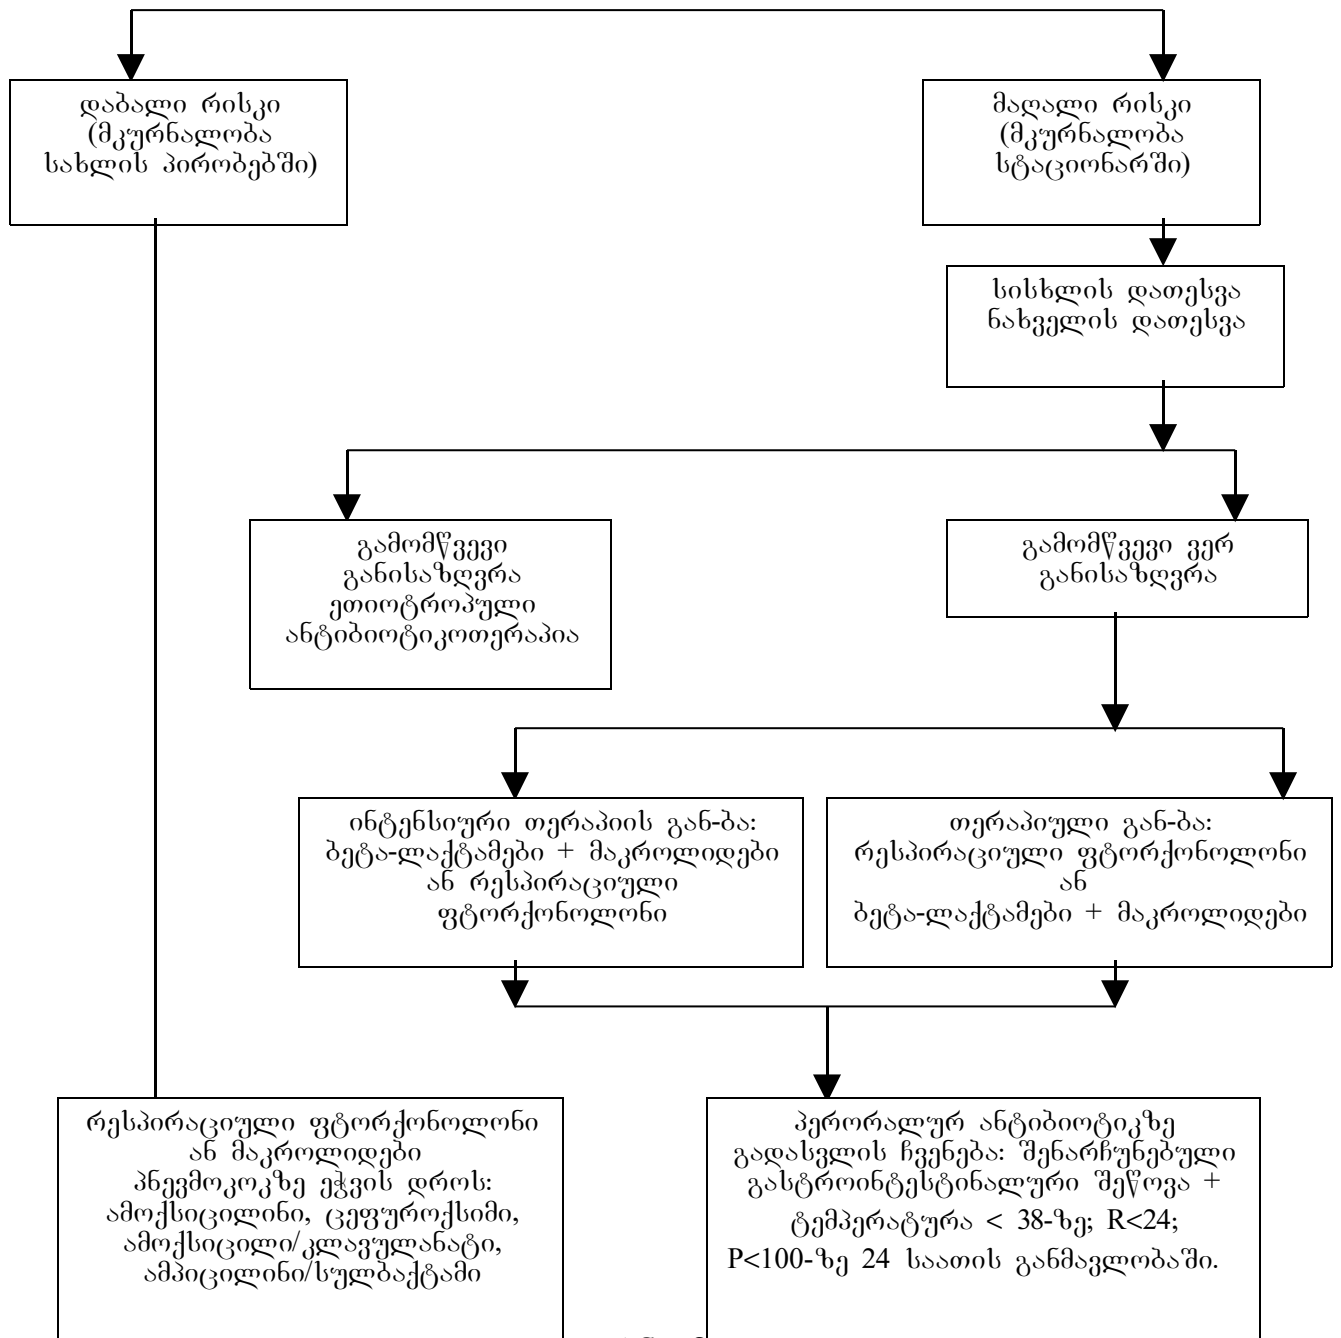 დაბალი რისკი
(მკურნალობა
სახლის პირობებში)
მაღალი რისკი
(მკურნალობა
სტაციონარში)
სისხლის დათესვა
ნახველის დათესვა
გამომწვევი
განისაზღვრა
ეთიოტროპული
ანტიბიოტიკოთერაპია
გამომწვევი ვერ
განისაზღვრა
ინტენსიური თერაპიის გან-ბა:
ბეტა-ლაქტამები + მაკროლიდები
ან რესპირაციული
ფტორქონოლონი
თერაპიული გან-ბა:
რესპირაციული ფტორქონოლონი
ან
ბეტა-ლაქტამები + მაკროლიდები
რესპირაციული ფტორქონოლონი
ან მაკროლიდები
პნევმოკოკზე ეჭვის დროს:
ამოქსიცილინი, ცეფუროქსიმი,
ამოქსიცილი/კლავულანატი,
ამპიცილინი/სულბაქტამი
პერორალურ ანტიბიოტიკზე
გადასვლის ჩვენება: შენარჩუნებული
გასტროინტესტინალური შეწოვა +
ტემპერატურა < 38-ზე; R<24;
P<100-ზე 24 საათის განმავლობაში.